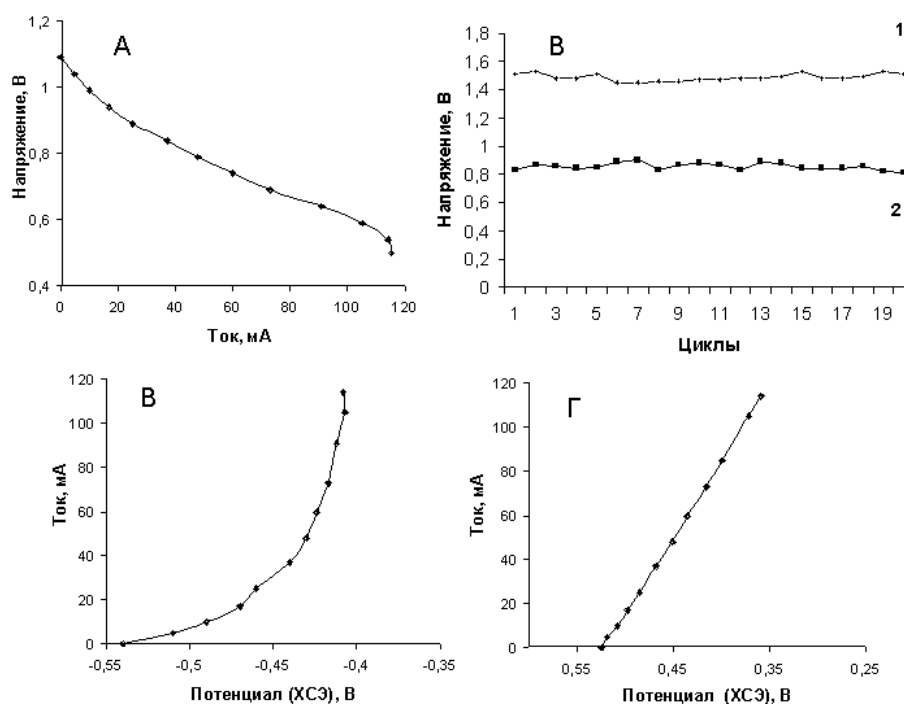 А
Напряжение, В
1,2
1
0,8
0,6
0,4
0 20 40 60 80 100 120
Ток, мА
В
1
Напряжение, В
1,8
1,6
1,4
1,2
1
0,8
0,6
0,4
0,2
0
2
1 3 5 7 9 11 13 15 17 19
Циклы
В
Ток, мА
120
100
80
60
40
20
0
-0,55 -0,5 -0,45 -0,4 -0,35
Потенциал (ХСЭ), В
Г
Ток, мА
120
100
80
60
40
20
0
0,55 0,45 0,35 0,25
Потенциал (ХСЭ), В